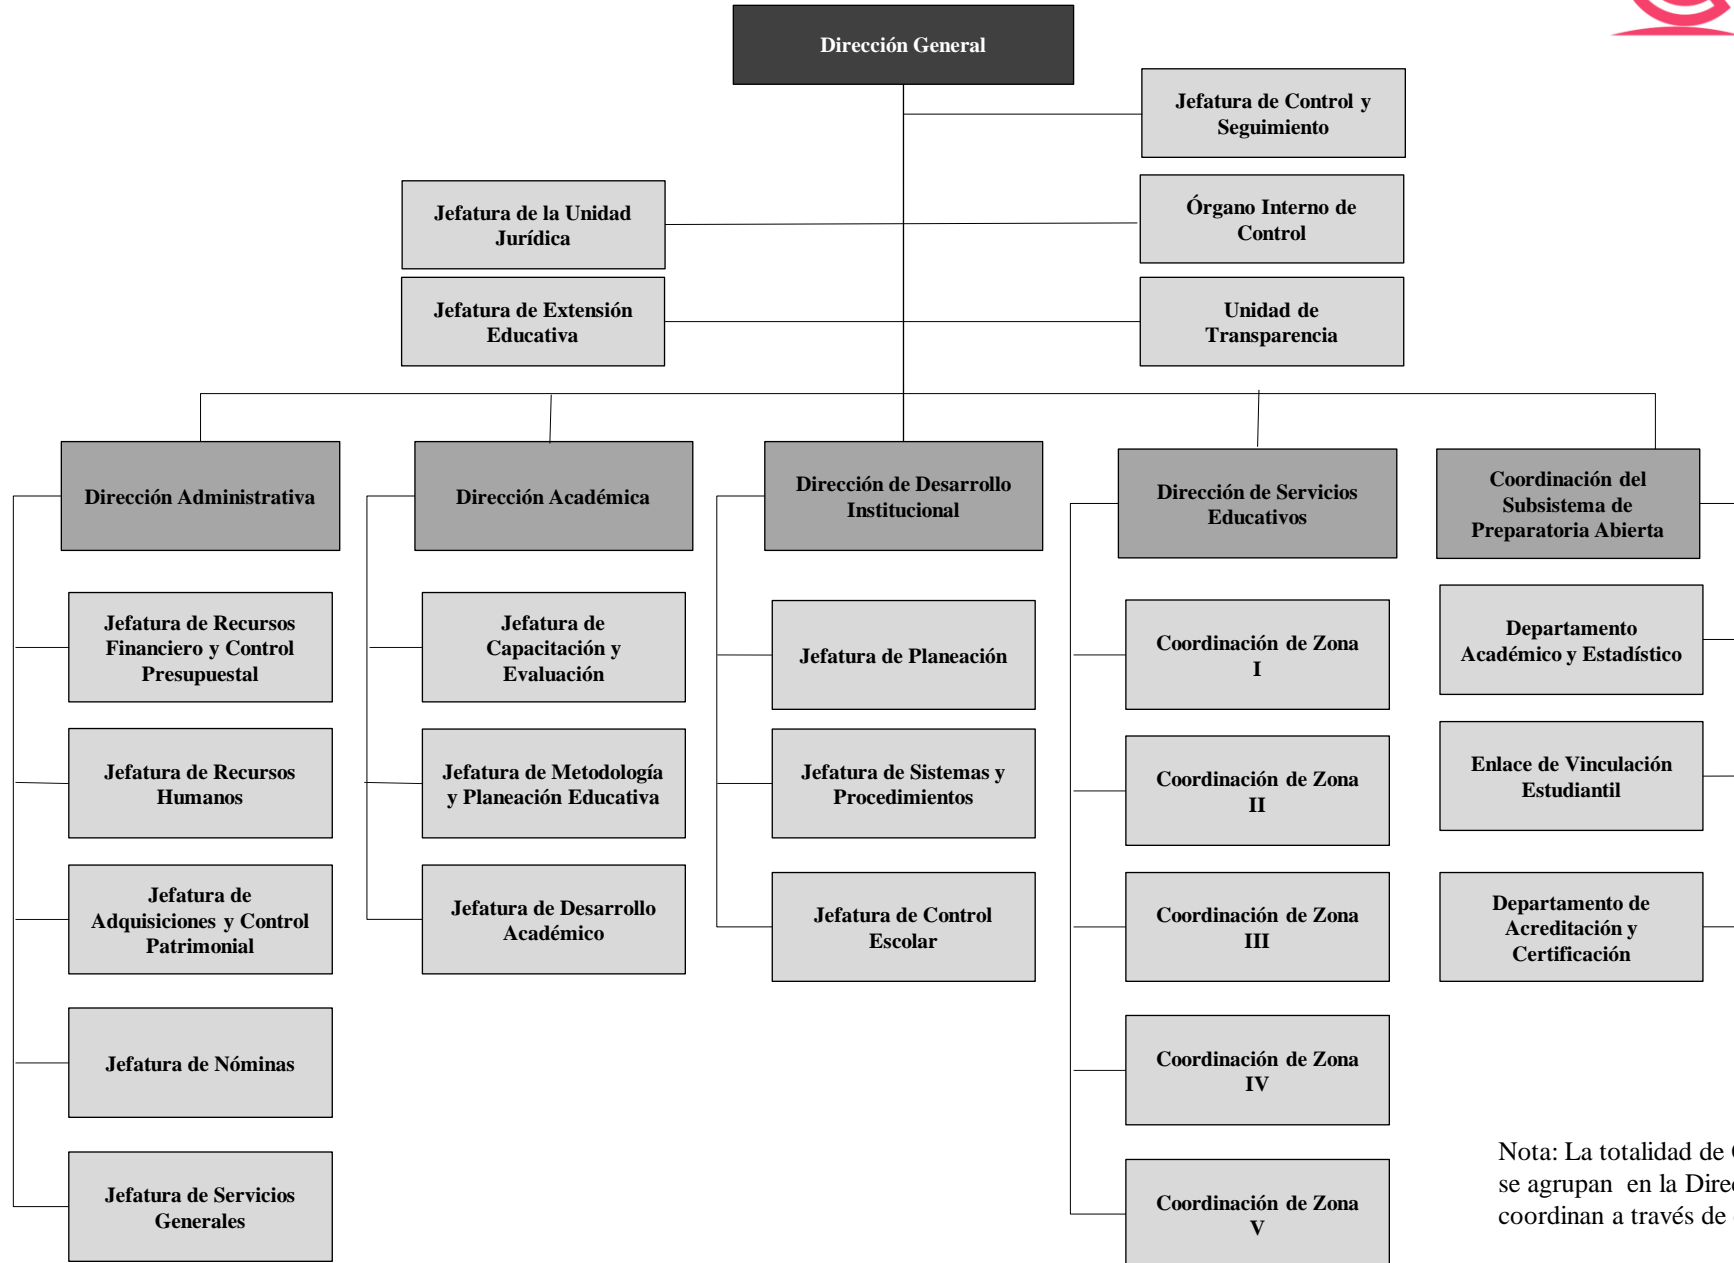 Dirección General
Jefatura de Control y
Seguimiento
Jefatura de la Unidad
Jurídica
Órgano Interno de
Control
Jefatura de Extensión
Educativa
Unidad de
Transparencia
Dirección Administrativa
Dirección Académica
Dirección de Desarrollo
Institucional
Dirección de Servicios
Educativos
Coordinación del
Subsistema de
Preparatoria Abierta
Jefatura de Recursos
Financiero y Control
Presupuestal
Jefatura de
Capacitación y
Evaluación
Jefatura de Planeación
Coordinación de Zona
I
Departamento
Académico y Estadístico
Jefatura de Recursos
Humanos
Jefatura de Metodología
y Planeación Educativa
Jefatura de Sistemas y
Procedimientos
Coordinación de Zona
II
Enlace de Vinculación
Estudiantil
Jefatura de
Adquisiciones y Control
Patrimonial
Jefatura de Desarrollo
Académico
Jefatura de Control
Escolar
Coordinación de Zona
III
Departamento de
Acreditación y
Certificación
Jefatura de Nóminas
Coordinación de Zona
IV
Jefatura de Servicios
Generales
Coordinación de Zona
V
Nota: La totalidad de
se agrupan en la
coordinan a través de